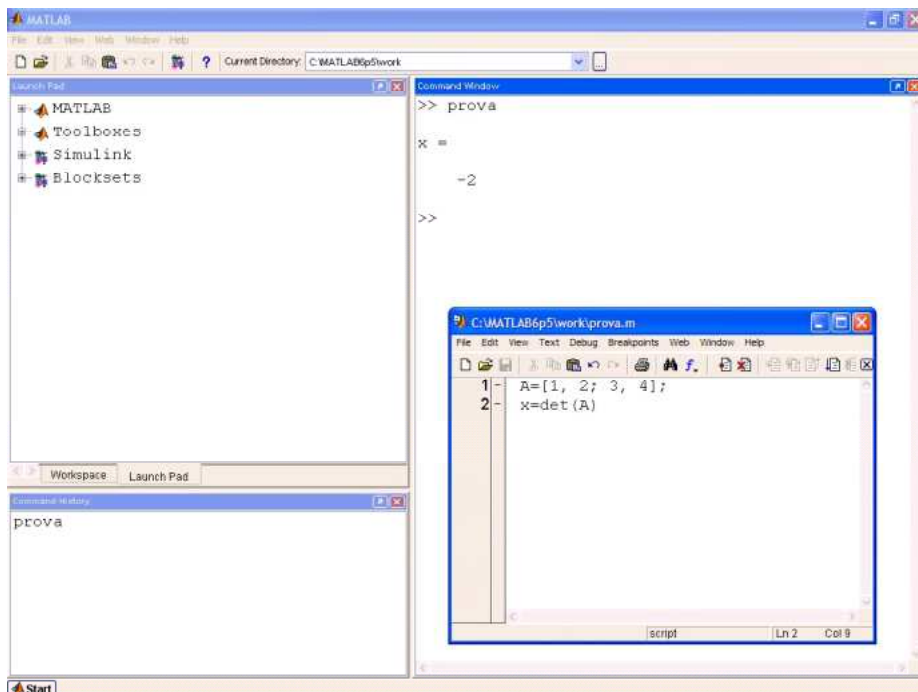 MATLAB
File Edit View Web Window Help
? Current Directory: C:\MATLAB6p5\work
Launch Pad
MATLAB
Toolboxes
Simulink
Blocksets
Workspace Launch Pad
Command History
prova
Command Window
>> prova
x =
-2
>>
C:\MATLAB6p5\work\prova.m
File Edit View Text Debug Breakpoints Web Window Help
1 - A=[1, 2; 3, 4];
2 - x=det(A)
script Ln 2 Col 9
Start